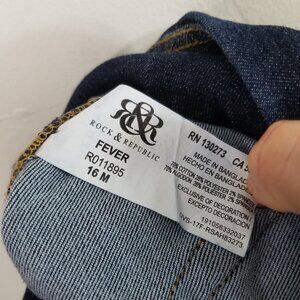 ROCK & REPUBLIC
FEVER
R011895
16 M
RN 130273 CA
MADE IN BANGLADESH
HECHO EN BANGLADESH
EXCLUSIVE OF DECORATION
EXCEPTO DECORACION
191056332037